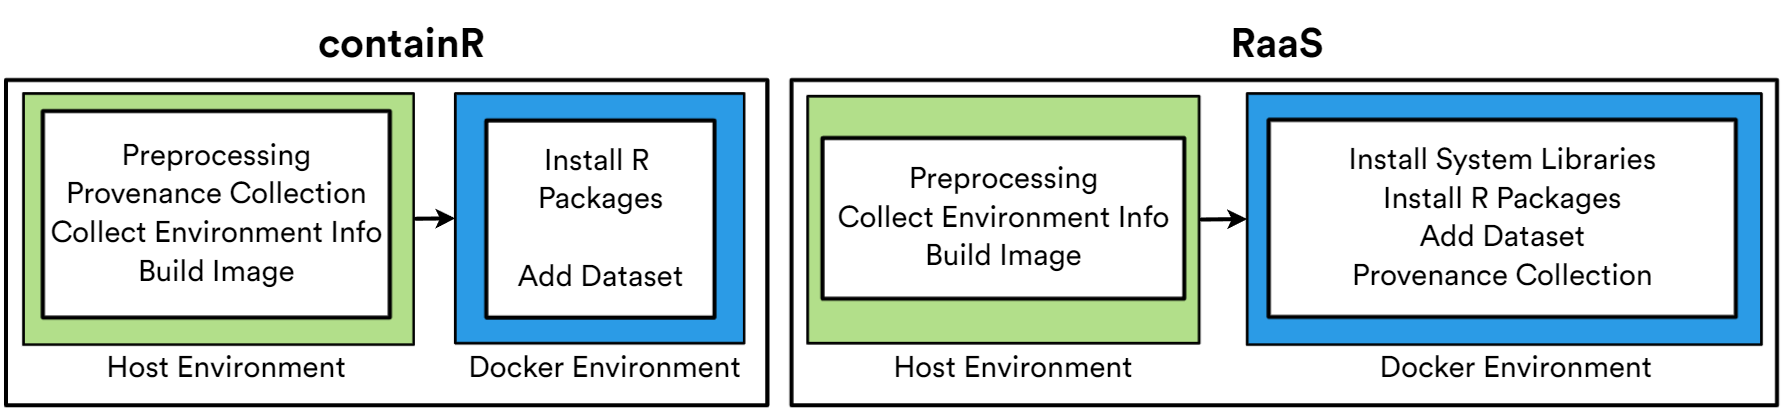 containR
Preprocessing
Provenance Collection
Collect Environment Info
Build Image
Host Environment
Install R
Packages
Add Dataset
Docker Environment
RaaS
Preprocessing
Collect Environment Info
Build Image
Host Environment
Install System Libraries
Install R Packages
Add Dataset
Provenance Collection
Docker Environment